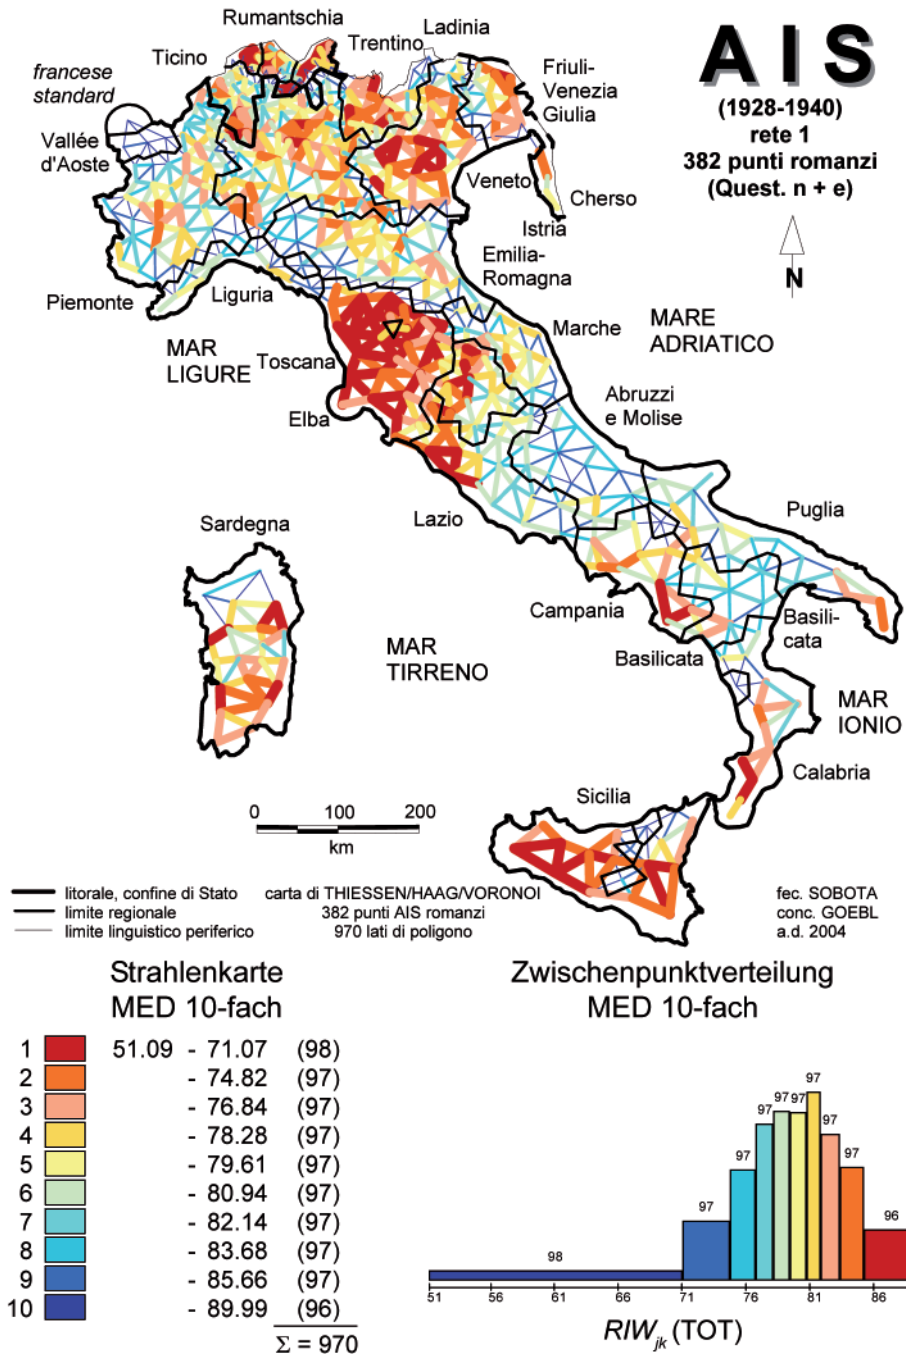 Rumantschia
Ladinia
Ticino
Trentino
francese
standard
Friuli-
Venezia
Giulia
Vallée
d'Aoste
Veneto
Cherso
Istria
Emilia-
Romagna
Piemonte
Liguria
Marche
Toscana
MAR
LIGURE
MARE
ADRIATICO
Elba
Abruzzi
e Molise
Lazio
Puglia
Sardegna
Campania
Basili-
cata
Basilicata
MAR
TIRRENO
MAR
IONIO
Calabria
Sicilia
AIS
(1928-1940)
rete 1
382 punti romanzi
(Quest. n + e)
N
0 100 200
km
litorale, confine di Stato
limite regionale
limite linguistico periferico
carta di THIESSEN/HAAG/VORONOI
382 punti AIS romanzi
970 lati di poligono
fec. SOBOTA
conc. GOEBL
a.d. 2004
Strahlenkarte
MED 10-fach
1 51.09 - 71.07 (98)
2 - 74.82 (97)
3 - 76.84 (97)
4 - 78.28 (97)
5 - 79.61 (97)
6 - 80.94 (97)
7 - 82.14 (97)
8 - 83.68 (97)
9 - 85.66 (97)
10 - 89.99 (96)
Σ = 970
Zwischenpunktverteilung
MED 10-fach
98 97 97 97 97 97 97 97 97 96
51 56 61 66 71 76 81 86
RIWjk (TOT)